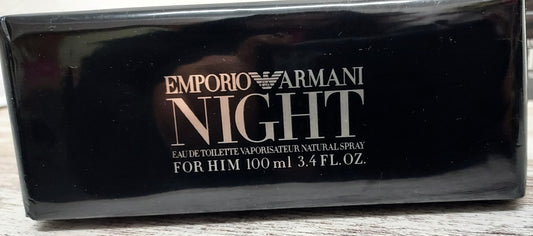 EMPORIO ARMANI
NIGHT
EAU DE TOILETTE VAPORISATEUR NATURAL SPRAY
FOR HIM 100 ml 3.4 FL.OZ.